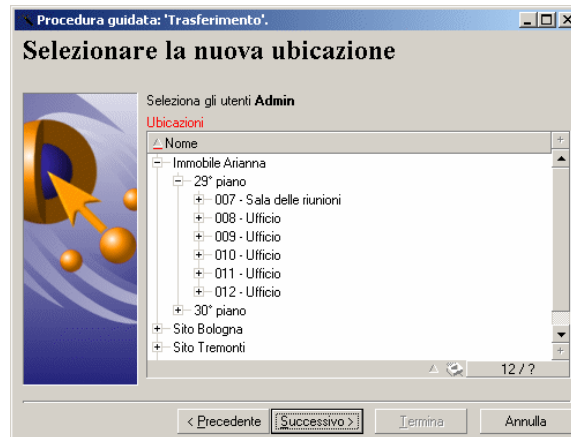 Procedura guidata: 'Trasferimento'.
Selezionare la nuova ubicazione
Seleziona gli utenti Admin
Ubicazioni
Nome
Immobile Arianna
29° piano
007 - Sala delle riunioni
008 - Ufficio
009 - Ufficio
010 - Ufficio
011 - Ufficio
012 - Ufficio
30° piano
Sito Bologna
Sito Tremonti
12 / ?
< Precedente Successivo > Termina Annulla